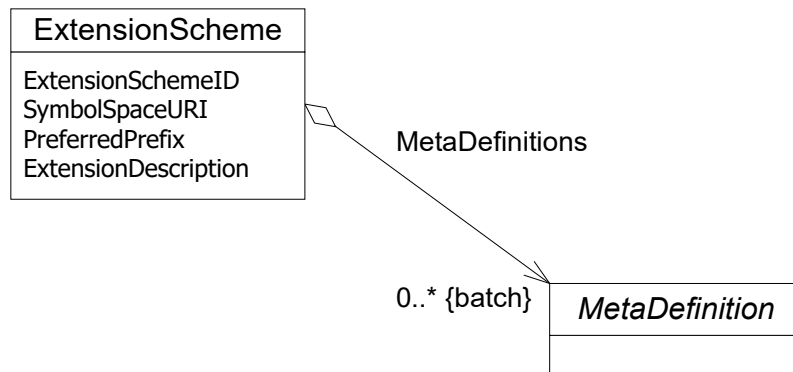 ExtensionScheme
ExtensionSchemeID
SymbolSpaceURI
PreferredPrefix
ExtensionDescription
MetaDefinitions
0..* {batch}
MetaDefinition